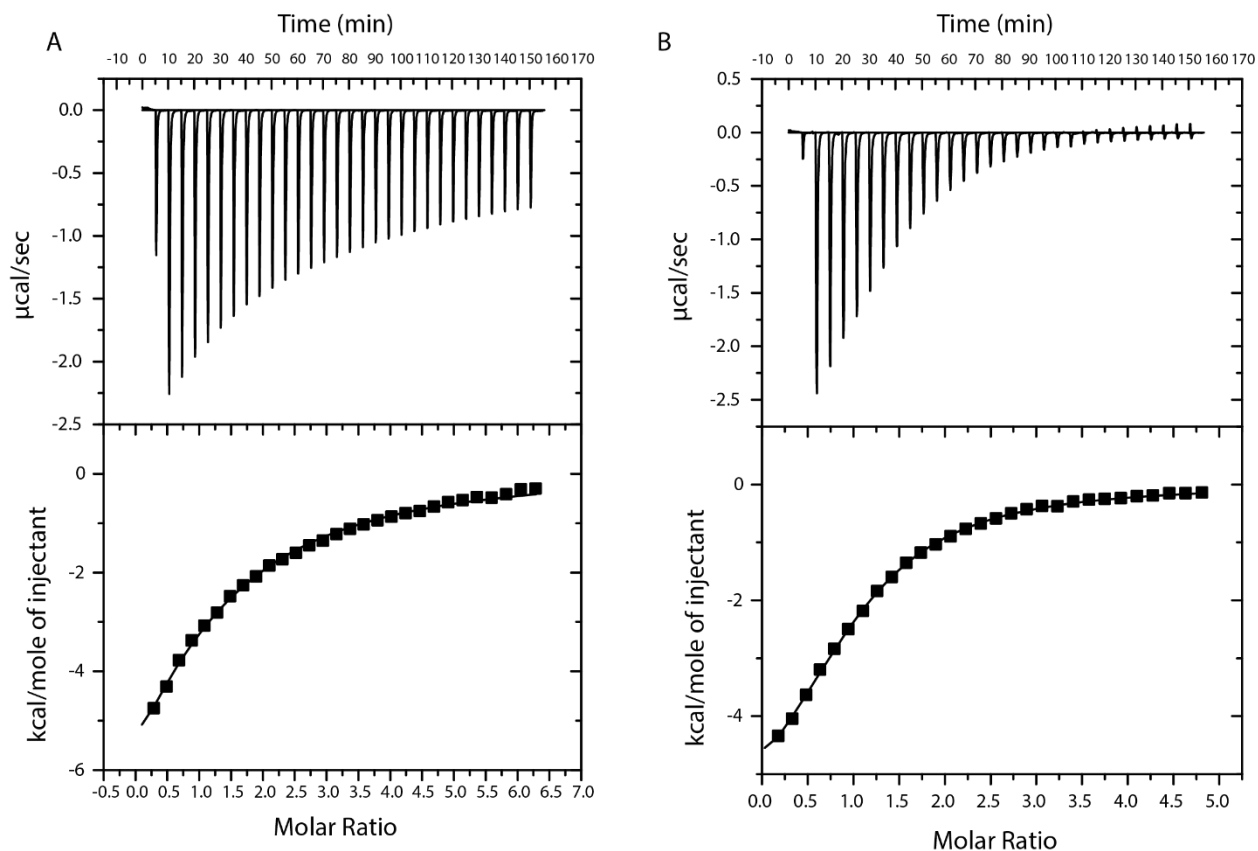 A
Time (min)
-10 0 10 20 30 40 50 60 70 80 90 100 110 120 130 140 150 160 170
0.0
-0.5
-1.0
-1.5
-2.0
-2.5
µcal/sec
0
-2
-4
-6
kcal/mole of injectant
-0.5 0.0 0.5 1.0 1.5 2.0 2.5 3.0 3.5 4.0 4.5 5.0 5.5 6.0 6.5 7.0
Molar Ratio
B
Time (min)
-10 0 10 20 30 40 50 60 70 80 90 100 110 120 130 140 150 160 170
0.5
0.0
-0.5
-1.0
-1.5
-2.0
-2.5
µcal/sec
0
-2
-4
kcal/mole of injectant
0.0 0.5 1.0 1.5 2.0 2.5 3.0 3.5 4.0 4.5 5.0
Molar Ratio